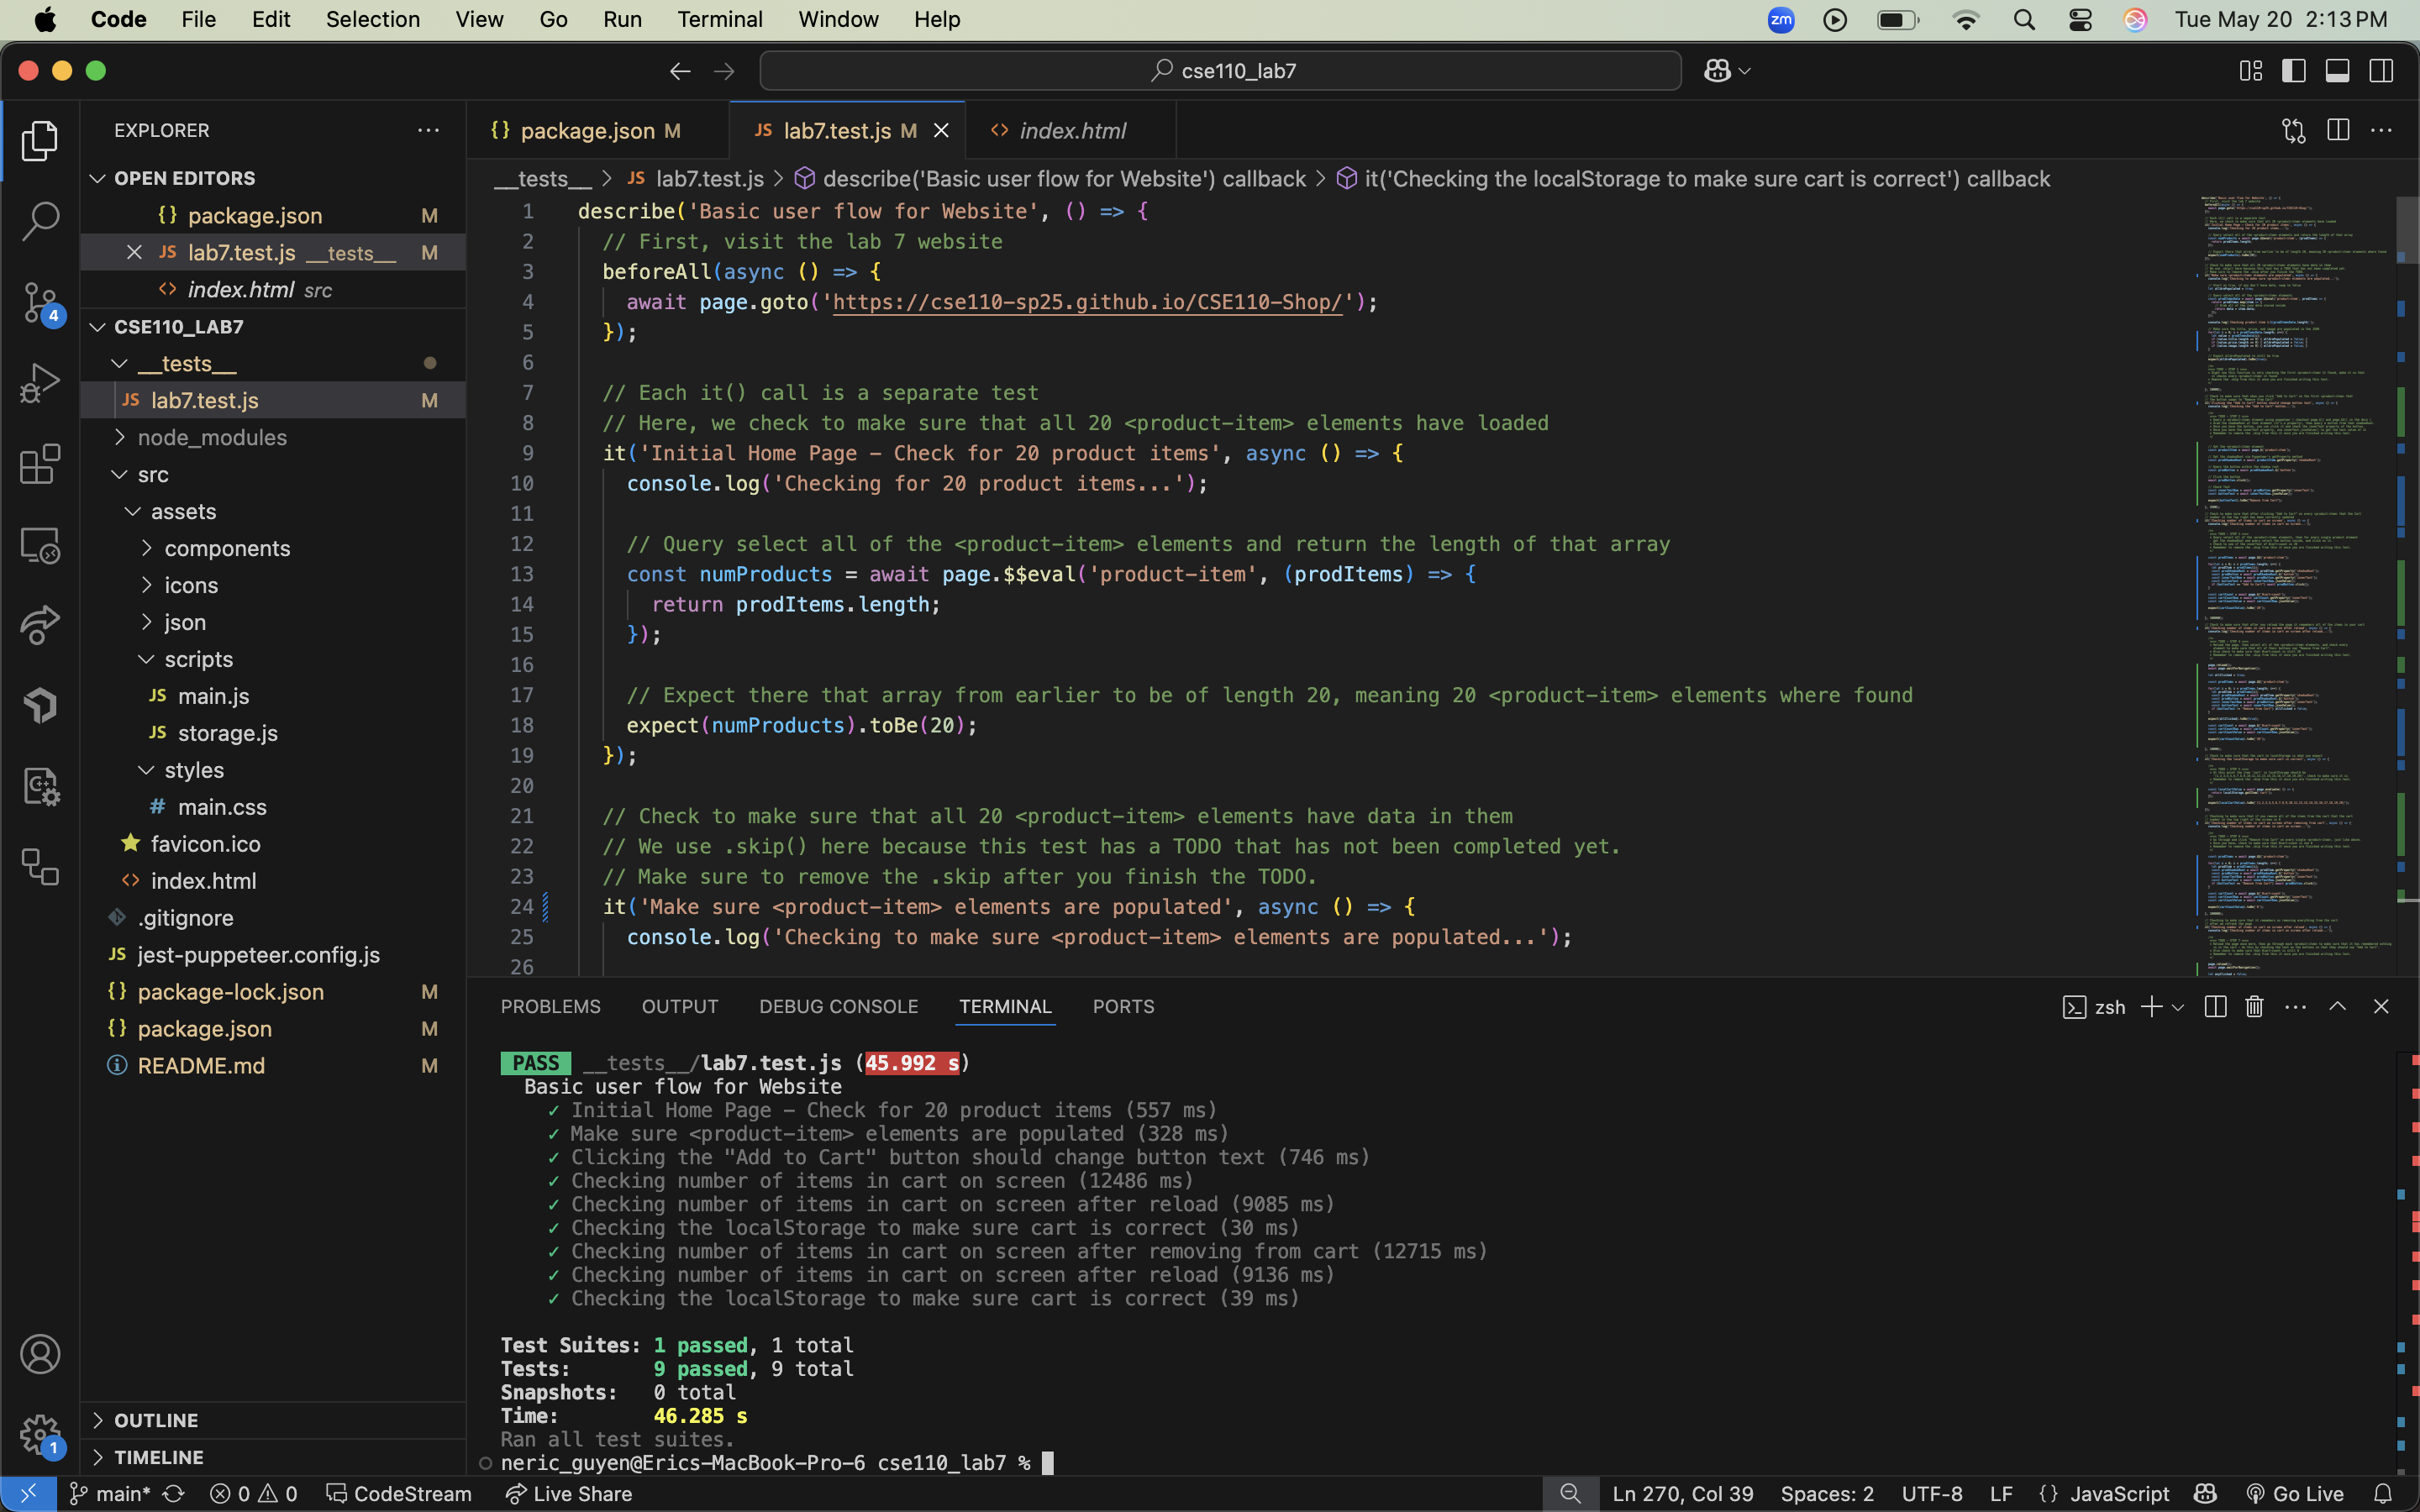 Code File Edit Selection View Go Run Terminal Window Help zm Tue May 20 2:13 PM
cse110_lab7
EXPLORER
OPEN EDITORS
{} package.json M
JS lab7.test.js __tests__ M
<> index.html src
CSE110_LAB7
__tests__
JS lab7.test.js M
node_modules
src
assets
components
icons
json
scripts
JS main.js
JS storage.js
styles
# main.css
favicon.ico
<> index.html
.gitignore
JS jest-puppeteer.config.js
{} package-lock.json M
{} package.json M
README.md M
OUTLINE
TIMELINE
4
1
{} package.json M JS lab7.test.js M <> index.html
__tests__ > JS lab7.test.js > describe('Basic user flow for Website') callback > it('Checking the localStorage to make sure cart is correct') callback
1 describe('Basic user flow for Website', () => {
2 // First, visit the lab 7 website
3 beforeAll(async () => {
4 await page.goto('https://cse110-sp25.github.io/CSE110-Shop/');
5 });
6
7 // Each it() call is a separate test
8 // Here, we check to make sure that all 20 <product-item> elements have loaded
9 it('Initial Home Page - Check for 20 product items', async () => {
10 console.log('Checking for 20 product items...');
11
12 // Query select all of the <product-item> elements and return the length of that array
13 const numProducts = await page.$$eval('product-item', (prodItems) => {
14 return prodItems.length;
15 });
16
17 // Expect there that array from earlier to be of length 20, meaning 20 <product-item> elements where found
18 expect(numProducts).toBe(20);
19 });
20
21 // Check to make sure that all 20 <product-item> elements have data in them
22 // We use .skip() here because this test has a TODO that has not been completed yet.
23 // Make sure to remove the .skip after you finish the TODO.
24 it('Make sure <product-item> elements are populated', async () => {
25 console.log('Checking to make sure <product-item> elements are populated...');
26
PROBLEMS OUTPUT DEBUG CONSOLE TERMINAL PORTS zsh
PASS __tests__/lab7.test.js (45.992 s)
Basic user flow for Website
✓ Initial Home Page - Check for 20 product items (557 ms)
✓ Make sure <product-item> elements are populated (328 ms)
✓ Clicking the "Add to Cart" button should change button text (746 ms)
✓ Checking number of items in cart on screen (12486 ms)
✓ Checking number of items in cart on screen after reload (9085 ms)
✓ Checking the localStorage to make sure cart is correct (30 ms)
✓ Checking number of items in cart on screen after removing from cart (12715 ms)
✓ Checking number of items in cart on screen after reload (9136 ms)
✓ Checking the localStorage to make sure cart is correct (39 ms)
Test Suites: 1 passed, 1 total
Tests: 9 passed, 9 total
Snapshots: 0 total
Time: 46.285 s
Ran all test suites.
neric_guyen@Erics-MacBook-Pro-6 cse110_lab7 %
main* 0 0 CodeStream Live Share Ln 270, Col 39 Spaces: 2 UTF-8 LF {} JavaScript Go Live